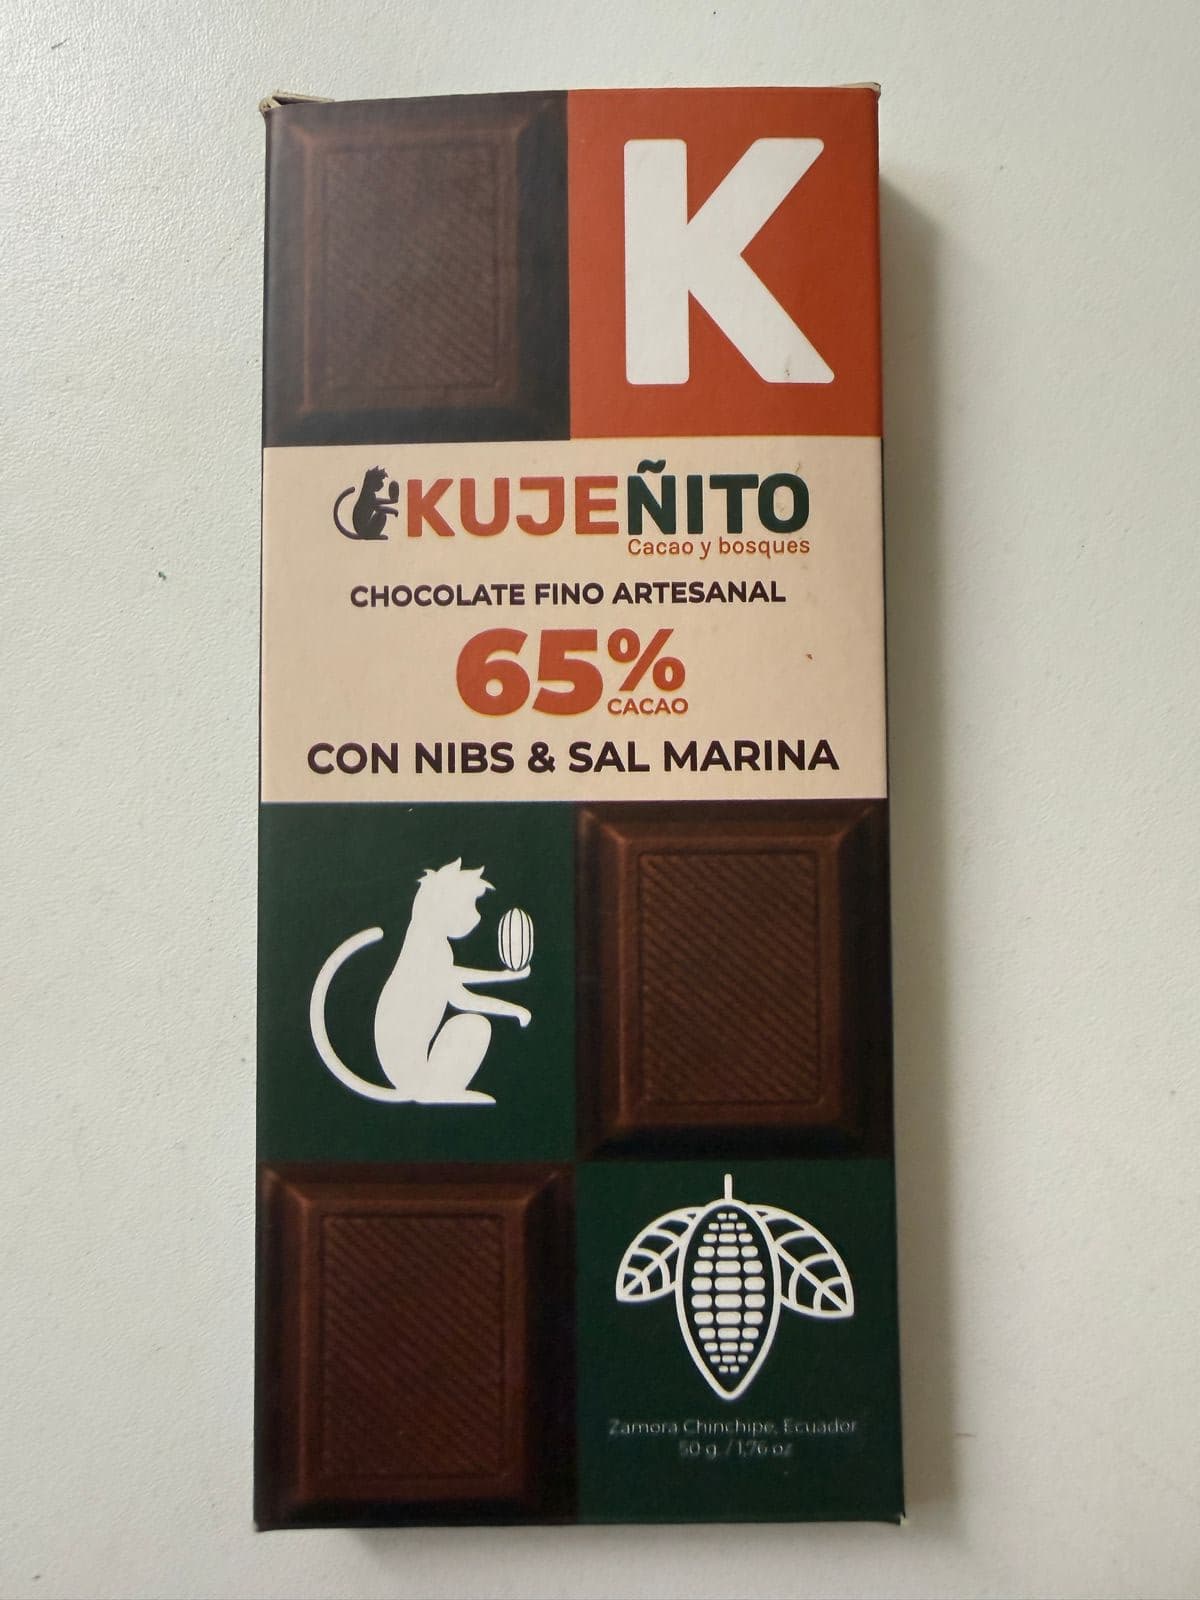 K
KUJEÑITO
Cacao y bosques
CHOCOLATE FINO ARTESANAL
65%
CACAO
CON NIBS & SAL MARINA
Zamora Chinchipe, Ecuador
50 g. / 1,76 oz